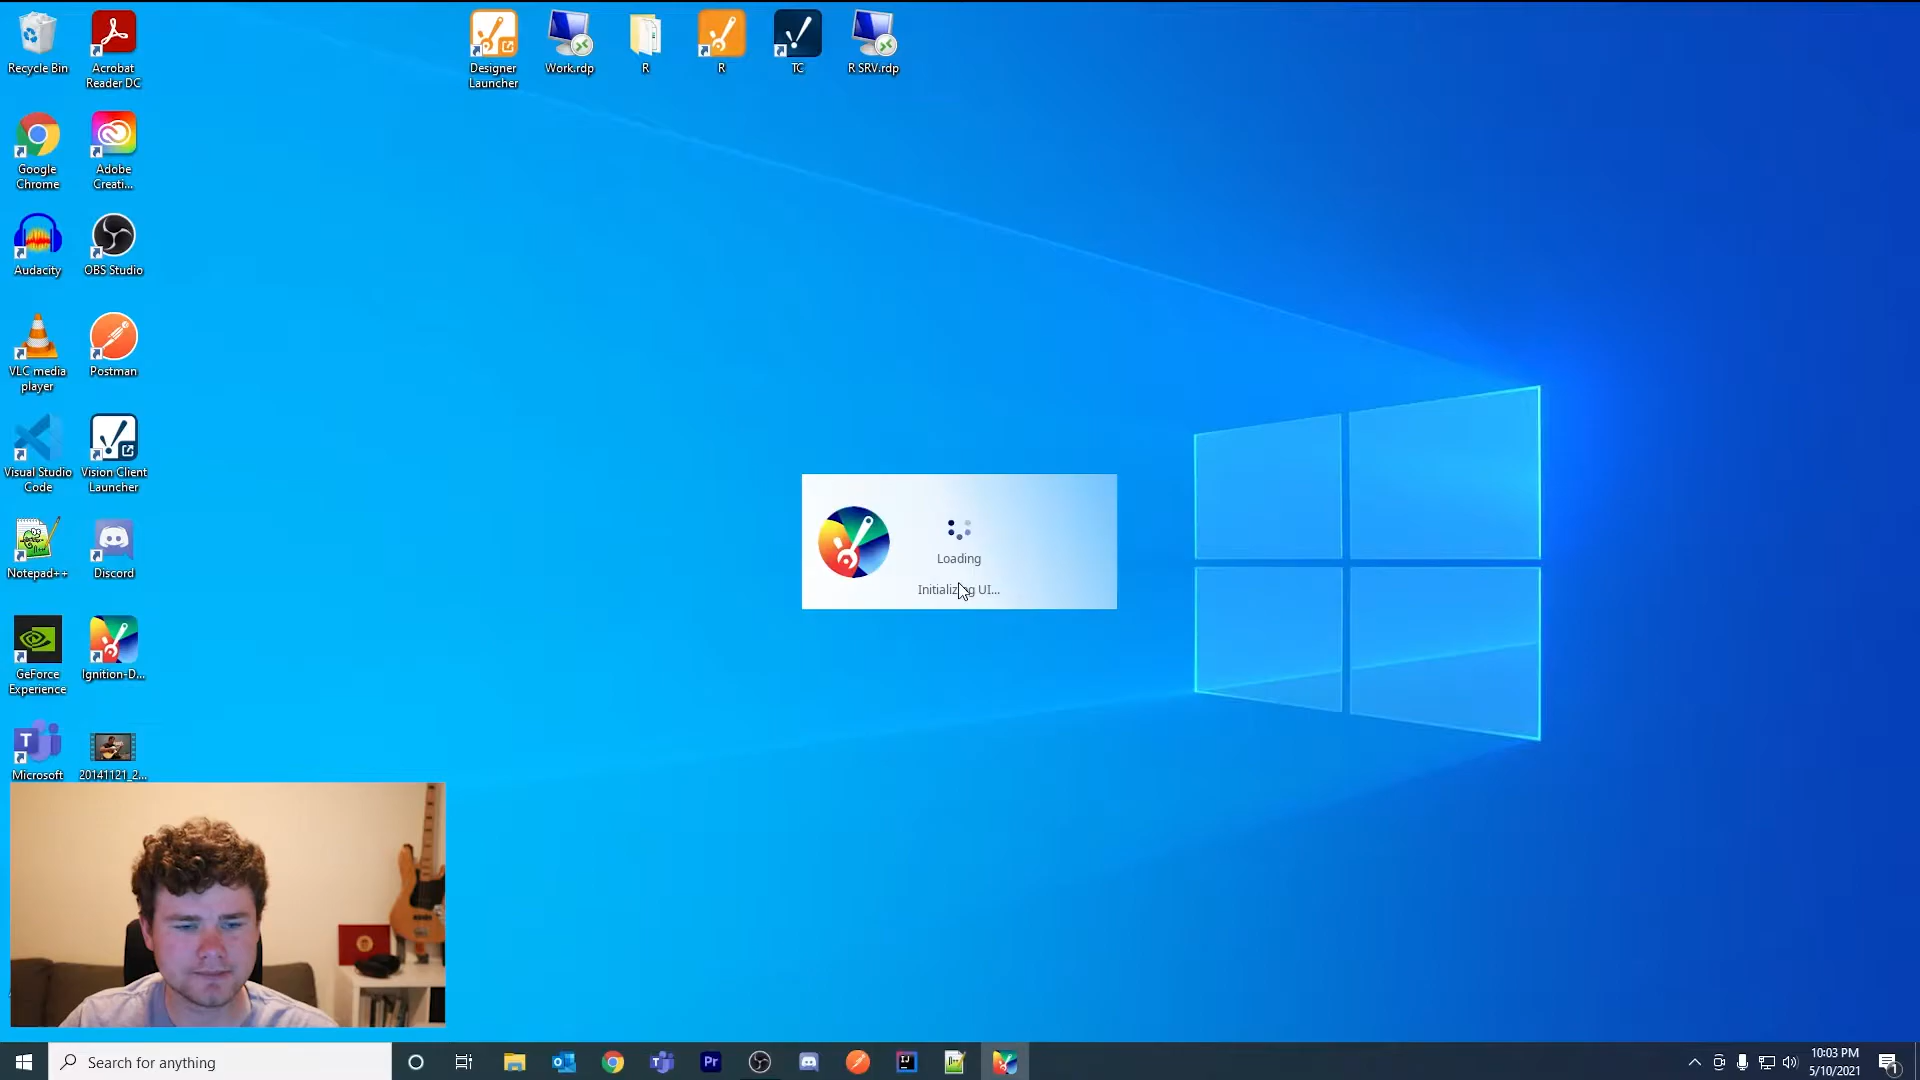 Recycle Bin
Acrobat
Reader DC
Designer
Launcher
Work.rdp
R
R
TC
R SRV.rdp
Google
Chrome
Adobe
Creati...
Audacity
OBS Studio
VLC media
player
Postman
Visual Studio
Code
Vision Client
Launcher
Notepad++
Discord
GeForce
Experience
Ignition-D...
Microsoft
20141121_2...
Loading
Initializing UI...
Search for anything
10:03 PM
5/10/2021